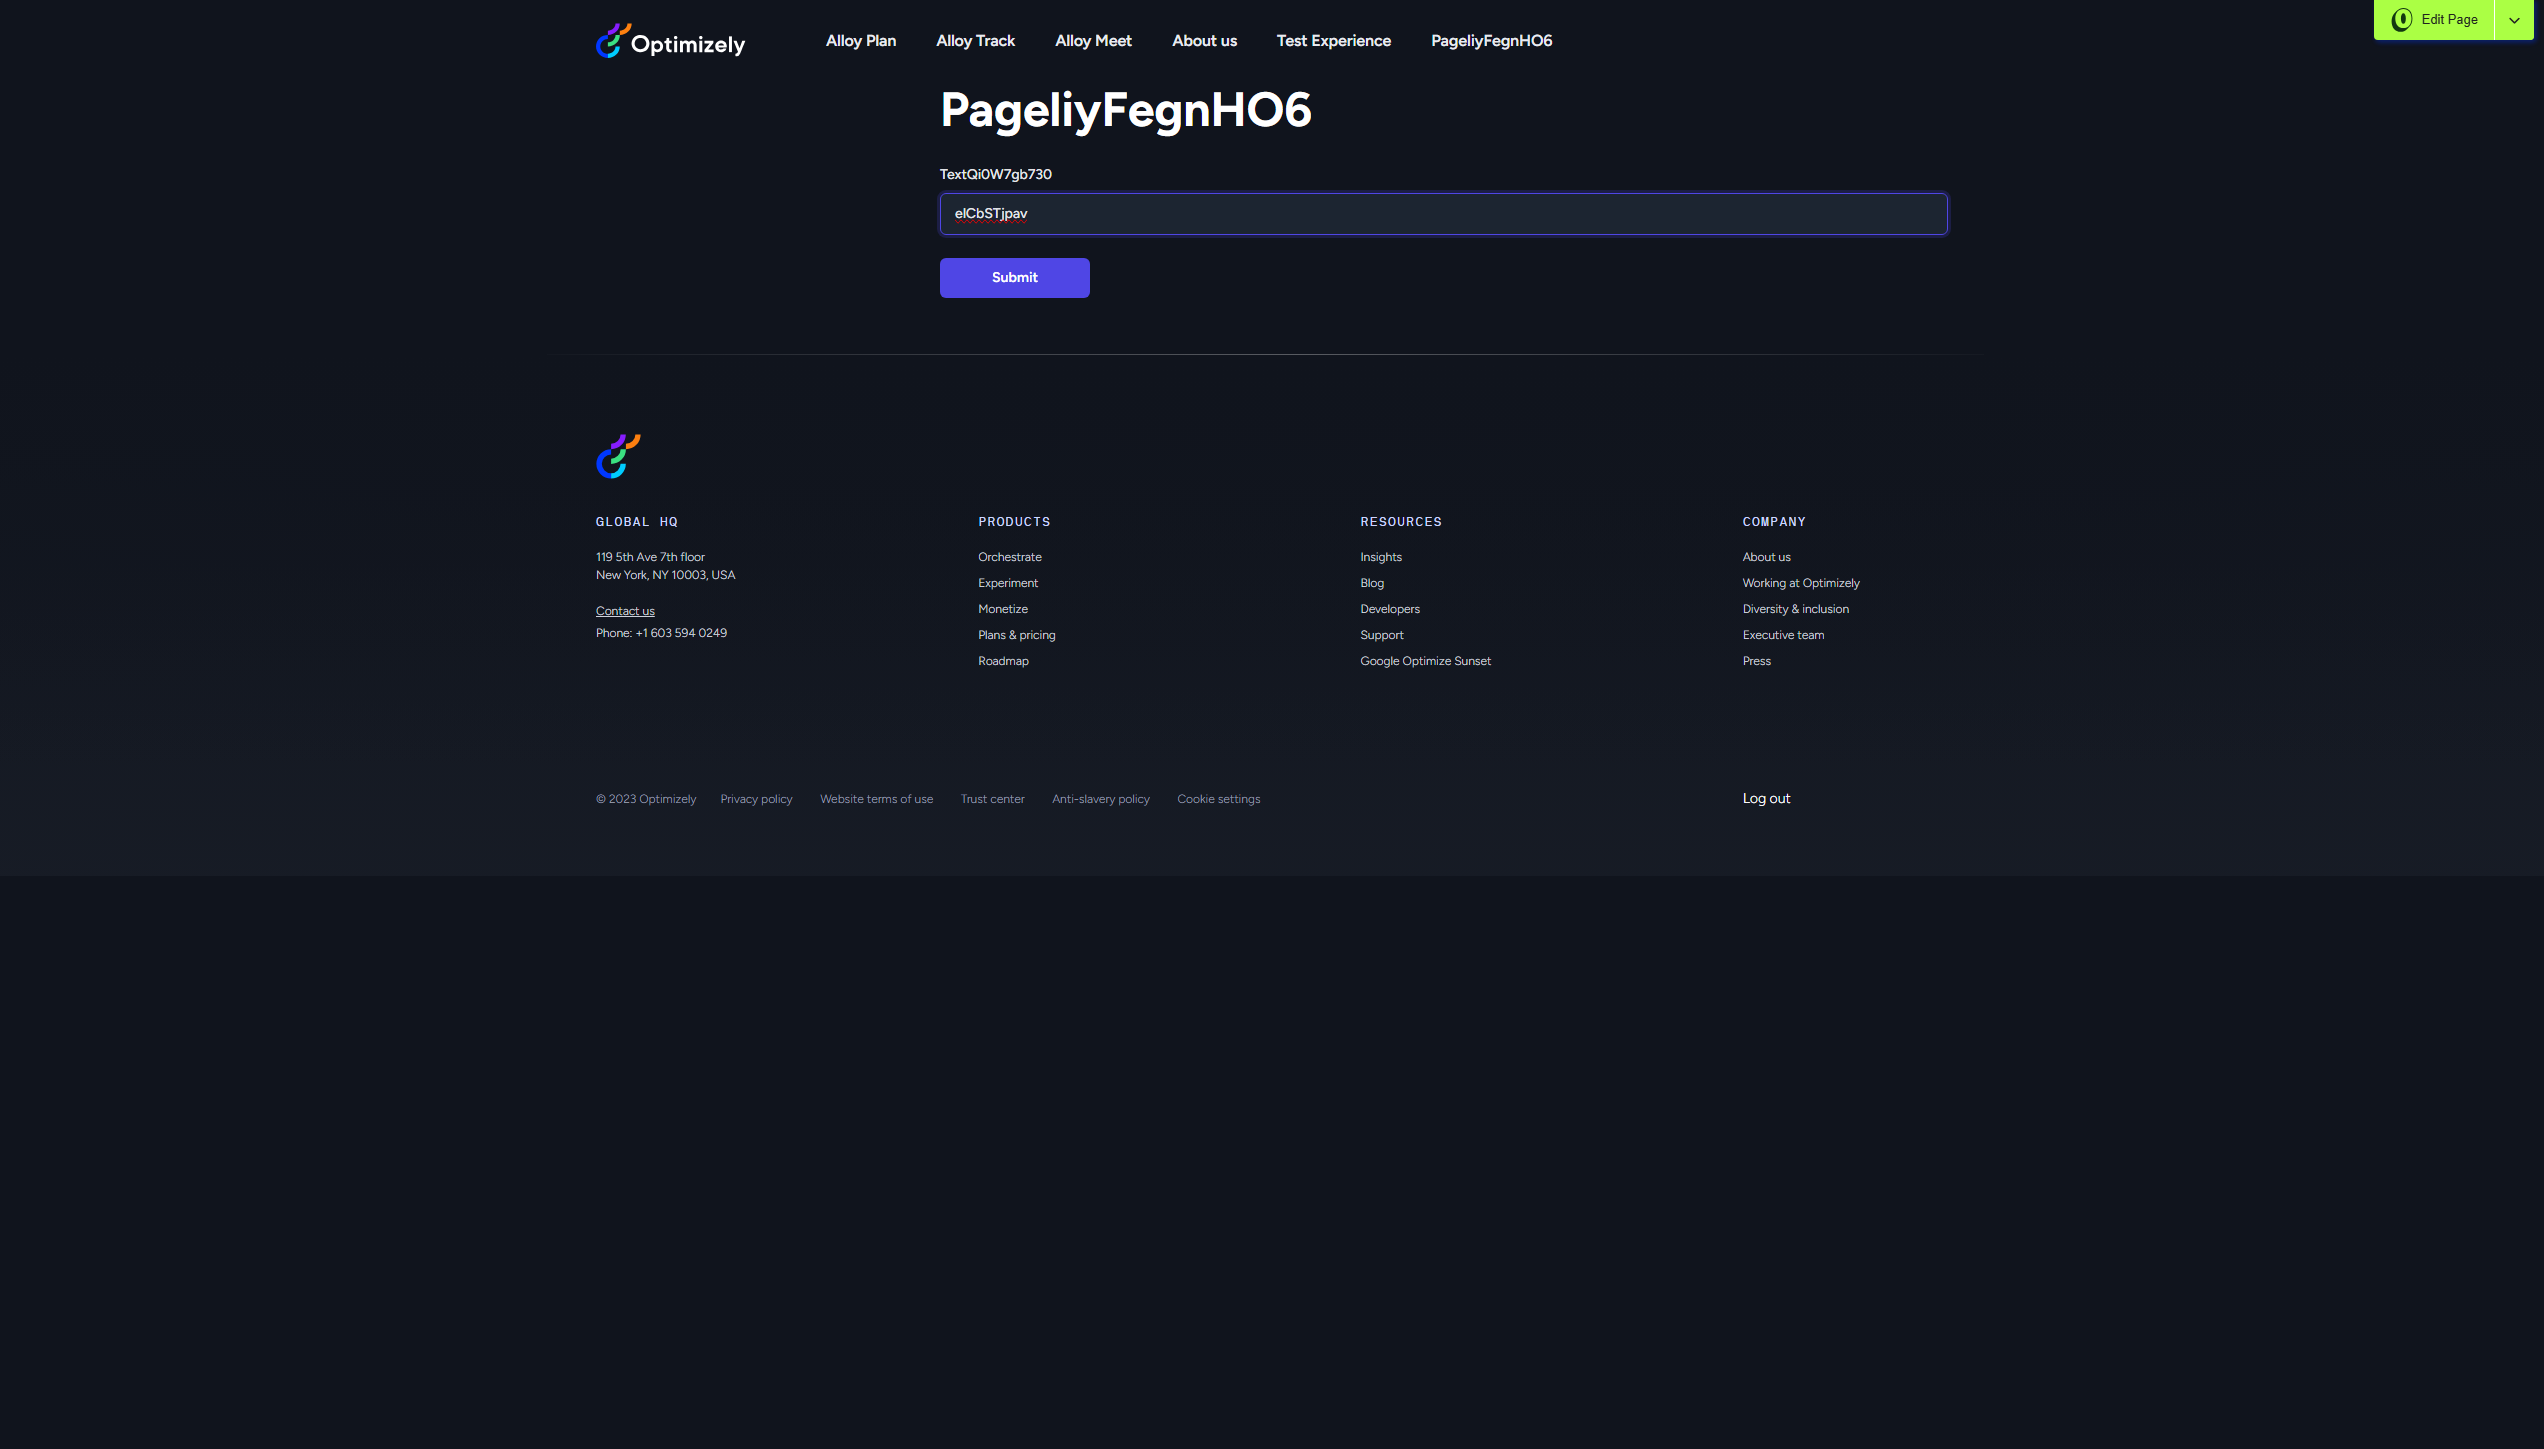 Optimizely
Alloy Plan
Alloy Track
Alloy Meet
About us
Test Experience
PageliyFegnHO6
Edit Page
PageliyFegnHO6
TextQi0W7gb730
elCbSTjpav
Submit
GLOBAL HQ
119 5th Ave 7th floor
New York, NY 10003, USA
Contact us
Phone: +1 603 594 0249
PRODUCTS
Orchestrate
Experiment
Monetize
Plans & pricing
Roadmap
RESOURCES
Insights
Blog
Developers
Support
Google Optimize Sunset
COMPANY
About us
Working at Optimizely
Diversity & inclusion
Executive team
Press
© 2023 Optimizely
Privacy policy
Website terms of use
Trust center
Anti-slavery policy
Cookie settings
Log out